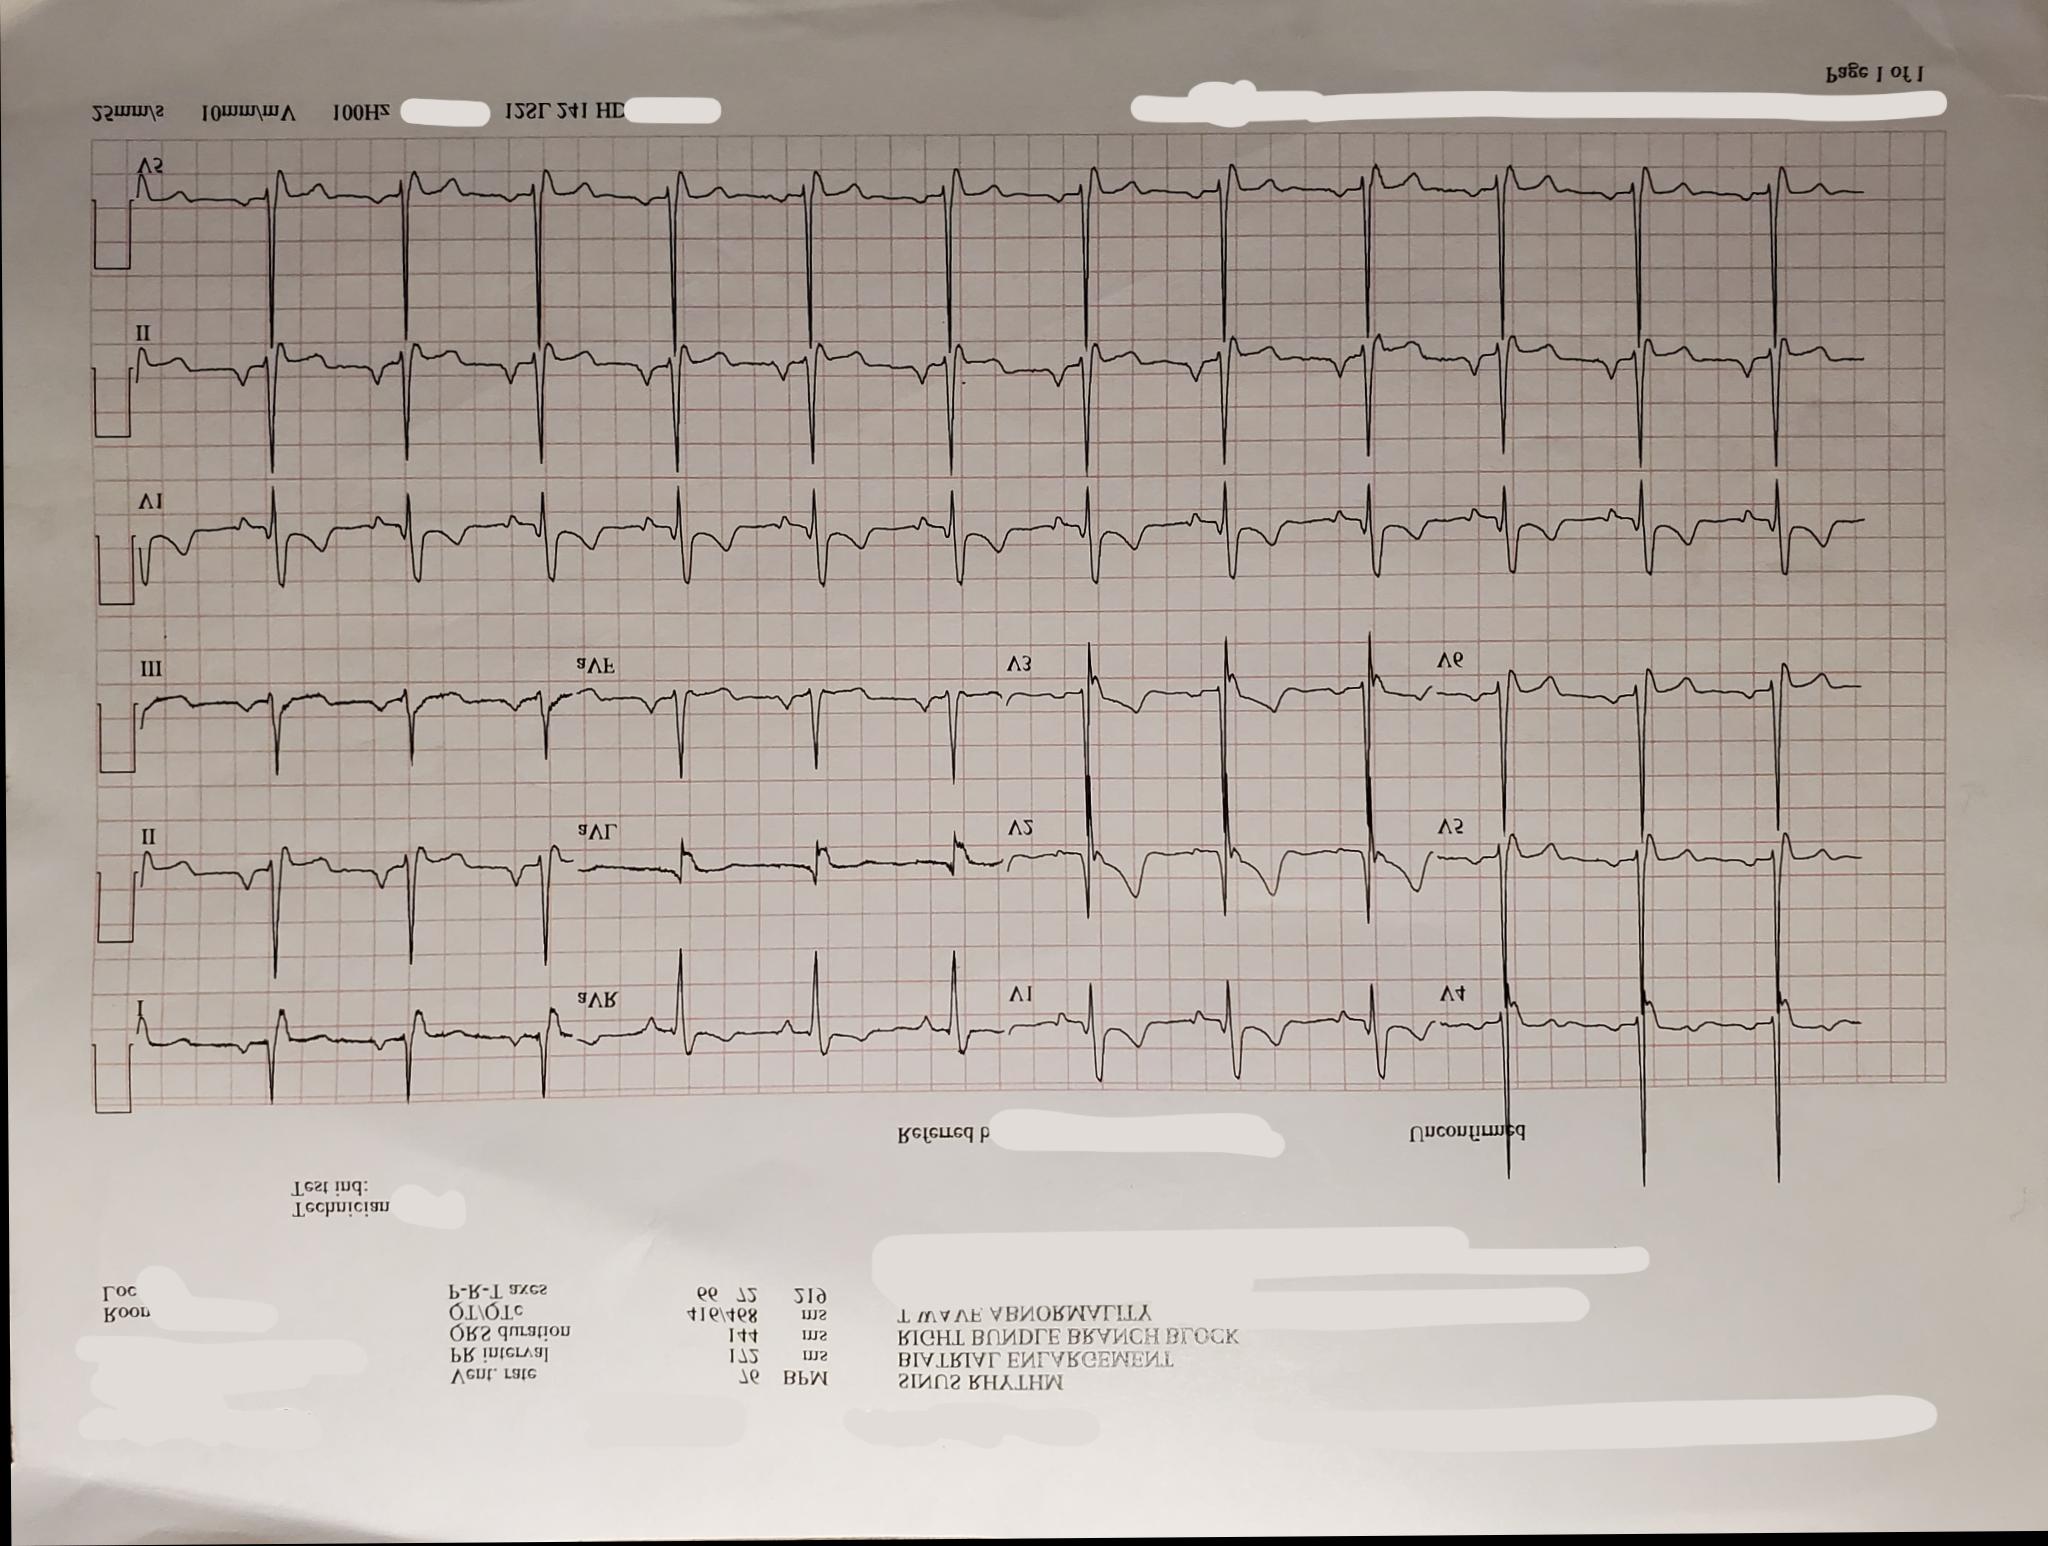 Vent. rate 76 BPM
PR interval 172 ms
QRS duration 144 ms
QT/QTc 416/468 ms
P-R-T axes 66 72 219
SINUS RHYTHM
BIATRIAL ENLARGEMENT
RIGHT BUNDLE BRANCH BLOCK
T WAVE ABNORMALITY
Loc
Technician
Test ind:
Referred b
Unconfirmed
I aVR V1 V4
II aVL V2 V5
III aVF V3 V6
V1
II
V5
25mm/s 10mm/mV 100Hz 12SL 241 HD
Page 1 of 1